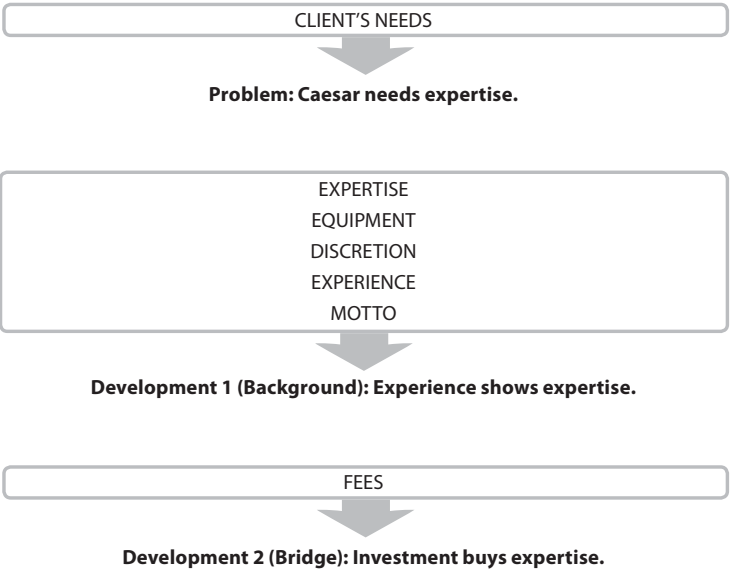 CLIENT’S NEEDS
Problem: Caesar needs expertise.
EXPERTISE
EQUIPMENT
DISCRETION
EXPERIENCE
MOTTO
Development 1 (Background): Experience shows expertise.
FEES
Development 2 (Bridge): Investment buys expertise.